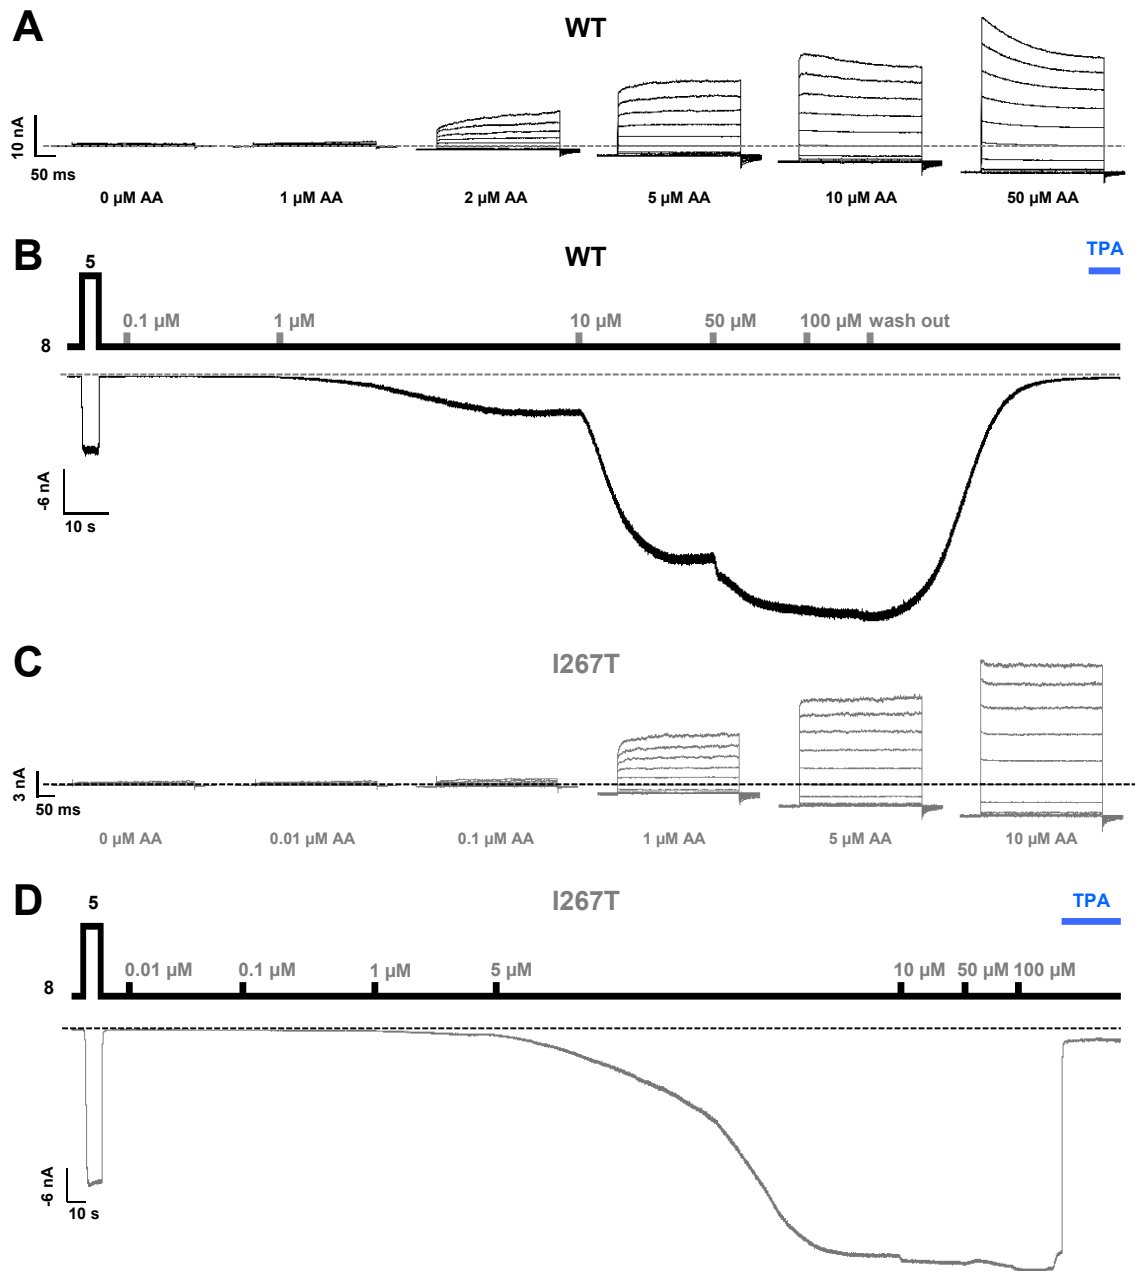 A
WT
10 nA
50 ms
0 µM AA
1 µM AA
2 µM AA
5 µM AA
10 µM AA
50 µM AA
B
WT
TPA
5
0.1 µM
1 µM
10 µM
50 µM
100 µM wash out
8
-6 nA
10 s
C
I267T
3 nA
50 ms
0 µM AA
0.01 µM AA
0.1 µM AA
1 µM AA
5 µM AA
10 µM AA
D
I267T
TPA
5
0.01 µM
0.1 µM
1 µM
5 µM
10 µM
50 µM
100 µM
8
-6 nA
10 s